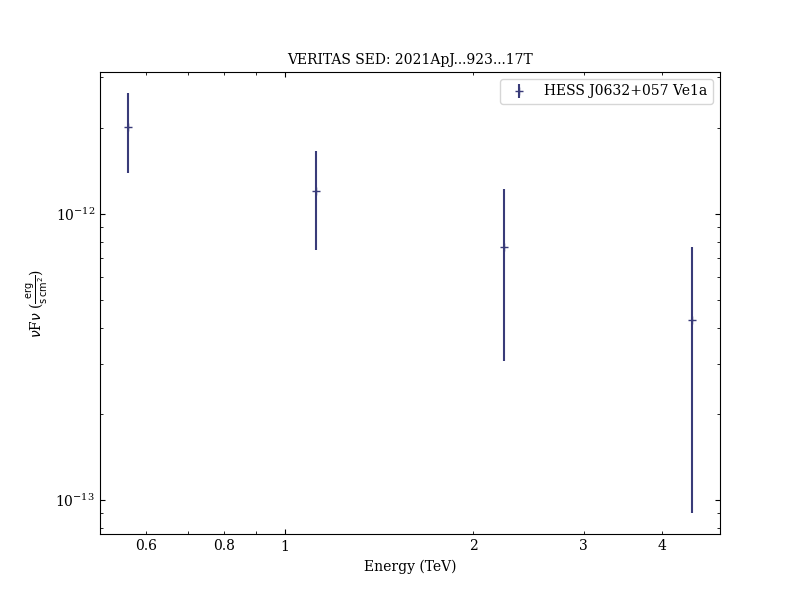 VERITAS SED: 2021ApJ...923...17T
HESS J0632+057 Ve1a
10⁻¹²
10⁻¹³
νFν (erg / s cm²)
0.6 0.8 1 2 3 4
Energy (TeV)